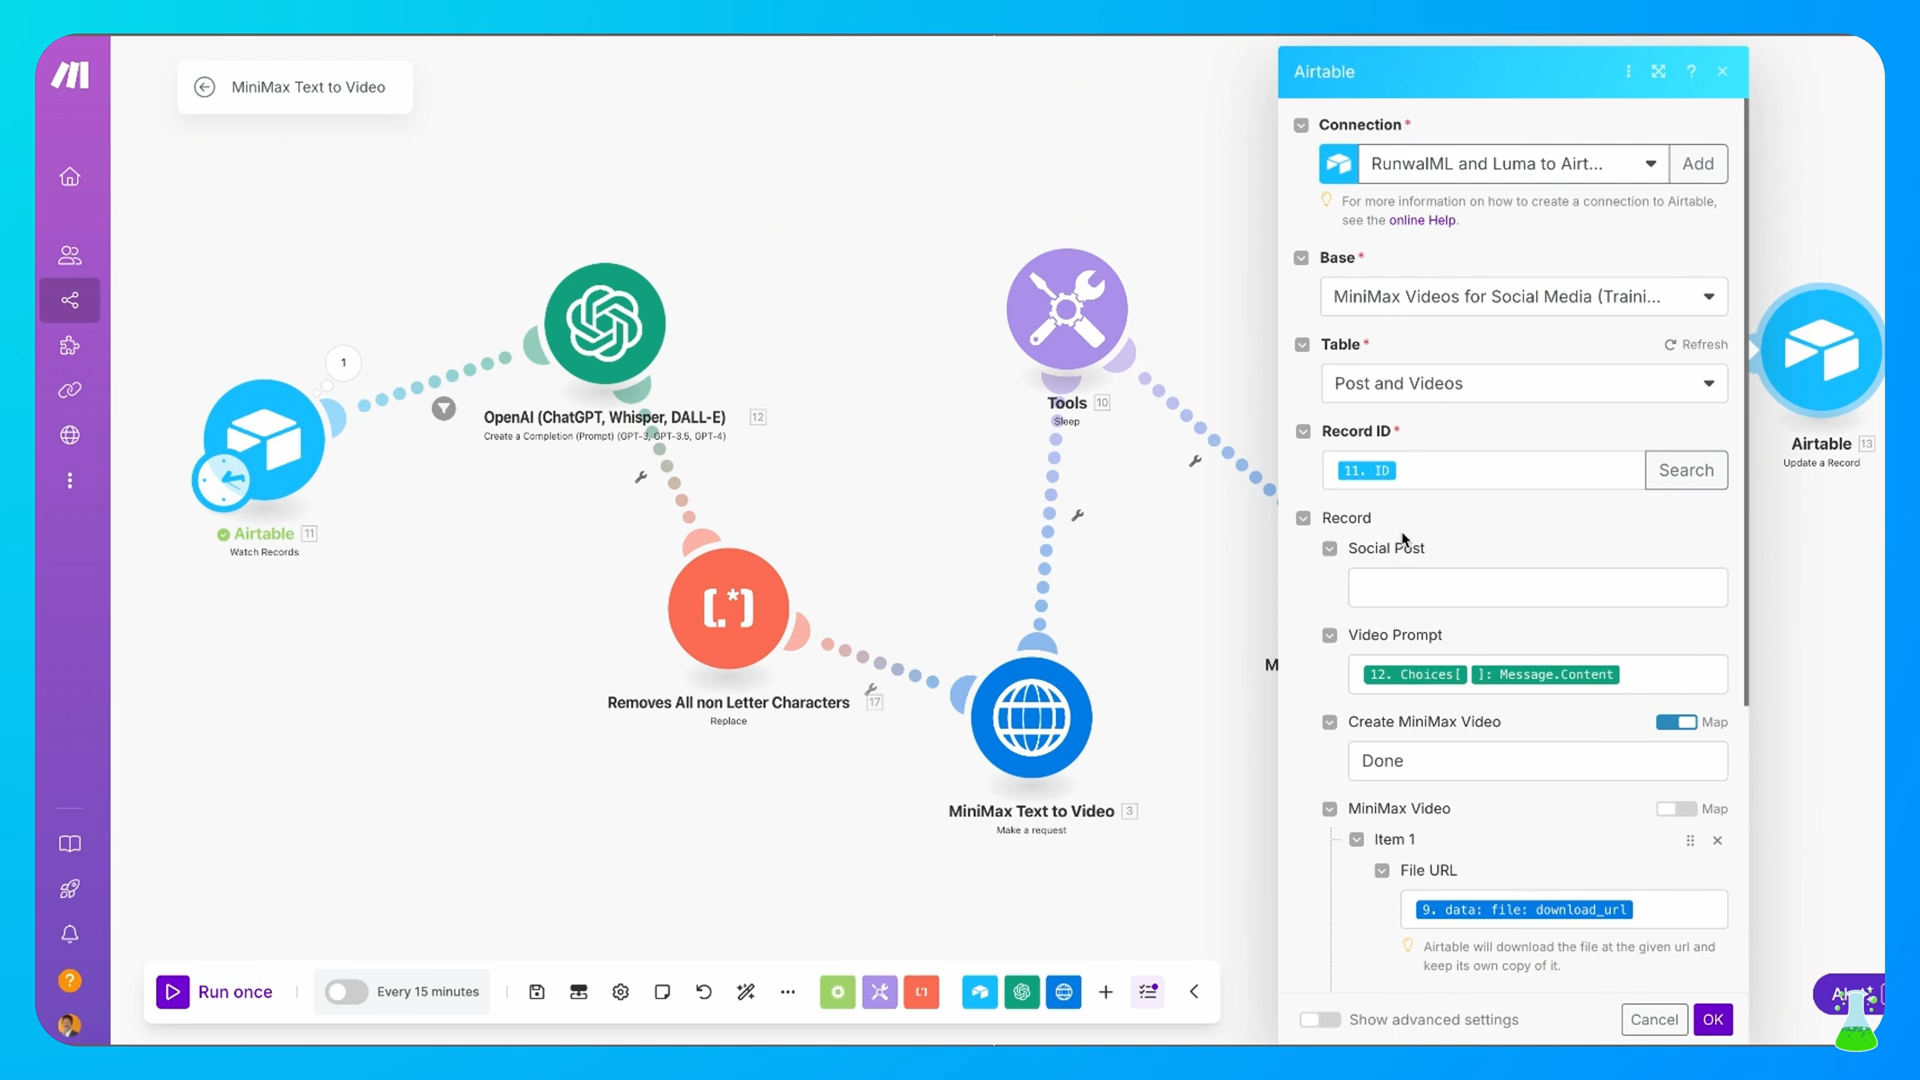 MiniMax Text to Video
1
Airtable 11
Watch Records
OpenAI (ChatGPT, Whisper, DALL-E) 12
Create a Completion (Prompt) (GPT-3, GPT-3.5, GPT-4)
[.*]
Removes All non Letter Characters 17
Replace
Tools 10
Sleep
MiniMax Text to Video 3
Make a request
M
Airtable
?
Connection *
RunwalML and Luma to Airt...
Add
For more information on how to create a connection to Airtable,
see the online Help.
Base *
MiniMax Videos for Social Media (Traini...
Table *
Refresh
Post and Videos
Record ID *
11. ID
Search
Record
Social Post
Video Prompt
12. Choices[ ]: Message.Content
Create MiniMax Video
Map
Done
MiniMax Video
Map
Item 1
File URL
9. data: file: download_url
Airtable will download the file at the given url and
keep its own copy of it.
Show advanced settings
Cancel
OK
Airtable 13
Update a Record
Run once
Every 15 minutes
?